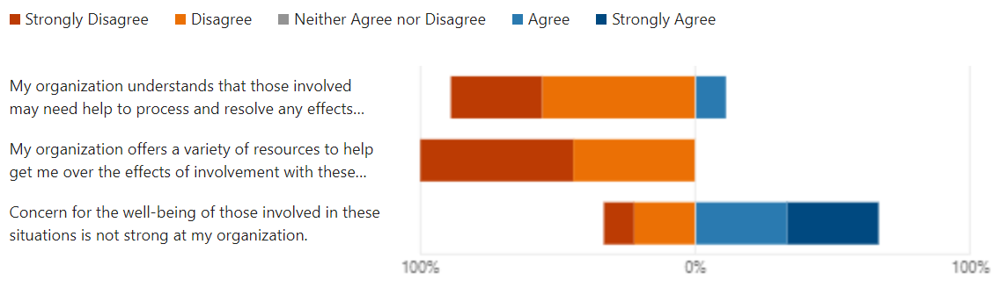 Strongly Disagree Disagree Neither Agree nor Disagree Agree Strongly Agree
My organization understands that those involved
may need help to process and resolve any effects...
My organization offers a variety of resources to help
get me over the effects of involvement with these...
Concern for the well-being of those involved in these
situations is not strong at my organization.
100% 0% 100%